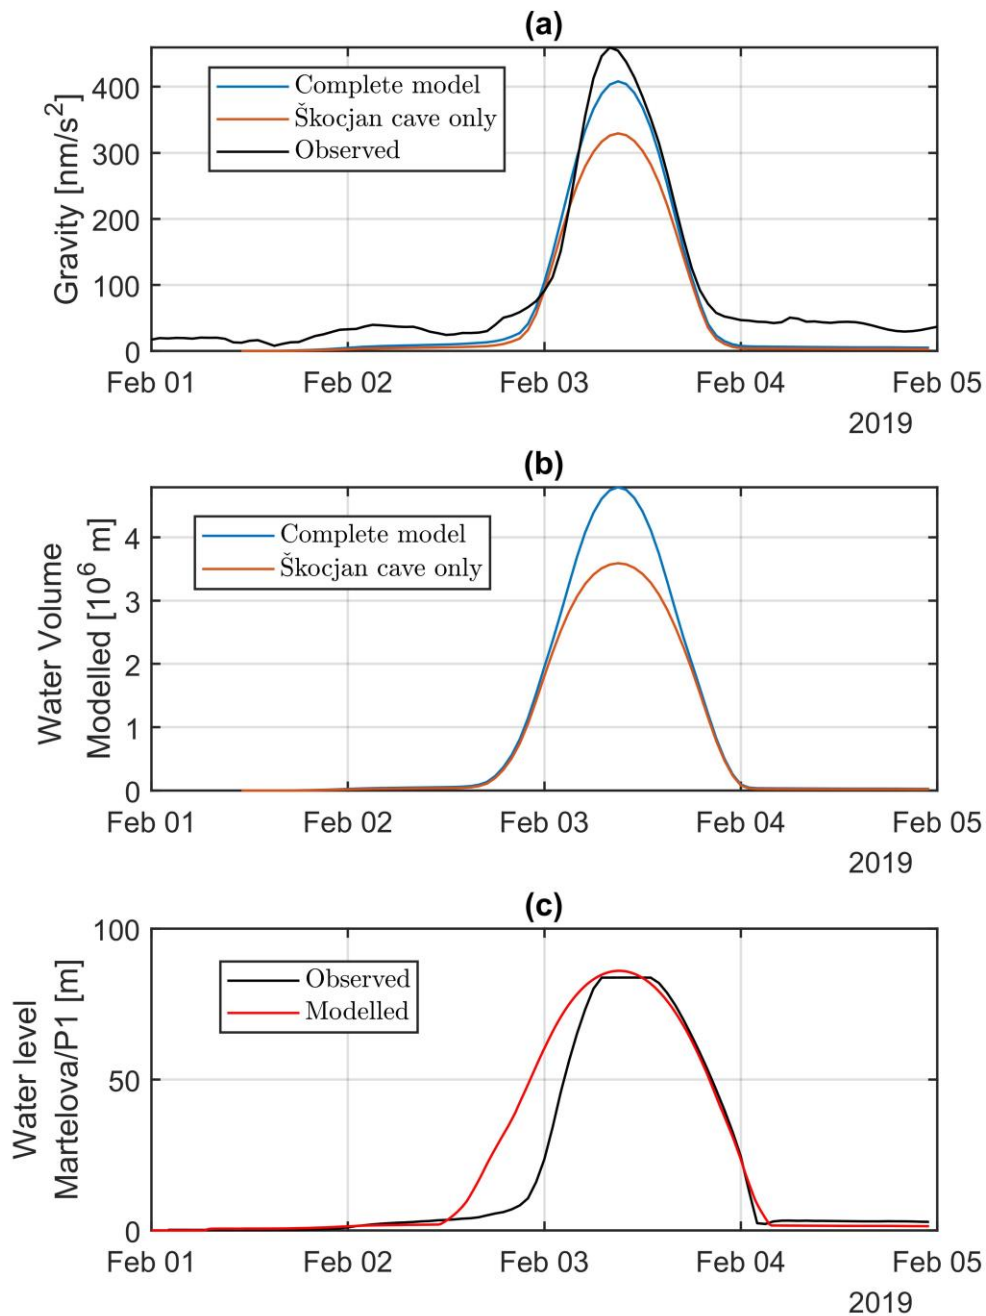 (a)
Gravity [nm/s²]
400
300
200
100
0
Complete model
Škocjan cave only
Observed
Feb 01 Feb 02 Feb 03 Feb 04 Feb 05
2019
(b)
Water Volume
Modelled [10⁶ m]
4
3
2
1
0
Complete model
Škocjan cave only
Feb 01 Feb 02 Feb 03 Feb 04 Feb 05
2019
(c)
Water level
Martelova/P1 [m]
100
50
0
Observed
Modelled
Feb 01 Feb 02 Feb 03 Feb 04 Feb 05
2019